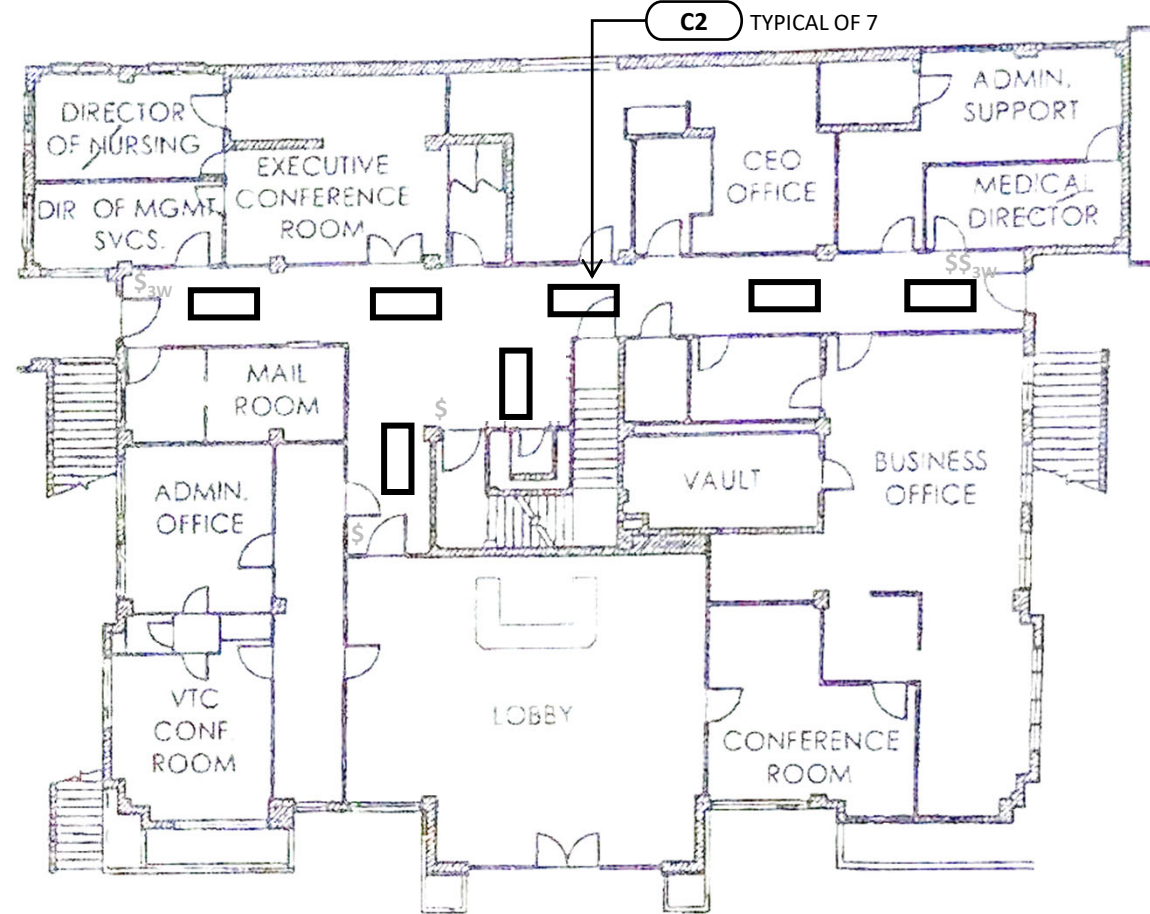 C2 TYPICAL OF 7
DIRECTOR
OF NURSING
EXECUTIVE
CONFERENCE
ROOM
DIR OF MGMT.
SVCS.
CEO
OFFICE
ADMIN.
SUPPORT
MEDICAL
DIRECTOR
$3W
$$3W
MAIL
ROOM
$
ADMIN.
OFFICE
$
VAULT
BUSINESS
OFFICE
VTC
CONF.
ROOM
LOBBY
CONFERENCE
ROOM